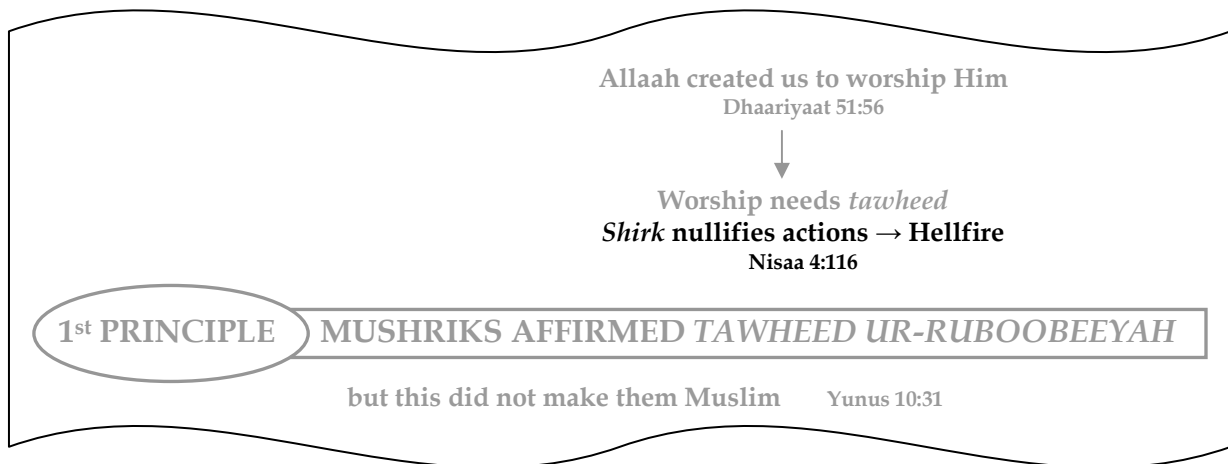 Allaah created us to worship Him
Dhaariyaat 51:56
Worship needs tawheed
Shirk nullifies actions → Hellfire
Nisaa 4:116
1st PRINCIPLE MUSHRIKS AFFIRMED TAWHEED UR-RUBOOBEEYAH
but this did not make them Muslim Yunus 10:31